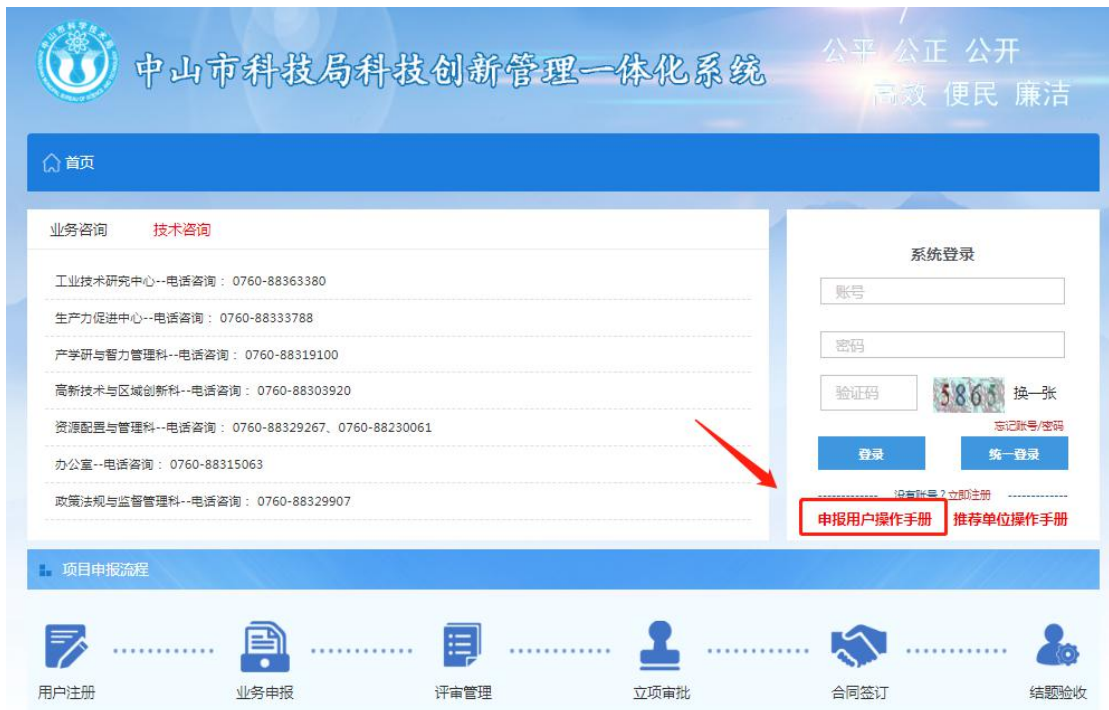 中山市科技局科技创新管理一体化系统
公平 公正 公开
高效 便民 廉洁
首页
业务咨询 技术咨询
工业技术研究中心--电话咨询： 0760-88363380
生产力促进中心--电话咨询： 0760-88333788
产学研与智力管理科--电话咨询： 0760-88319100
高新技术与区域创新科--电话咨询： 0760-88303920
资源配置与管理科--电话咨询： 0760-88329267、0760-88230061
办公室--电话咨询： 0760-88315063
政策法规与监督管理科--电话咨询： 0760-88329907
系统登录
账号
密码
验证码 5865 换一张
忘记账号/密码
登录 统一登录
没有账号？立即注册
申报用户操作手册 推荐单位操作手册
项目申报流程
用户注册 业务申报 评审管理 立项审批 合同签订 结题验收